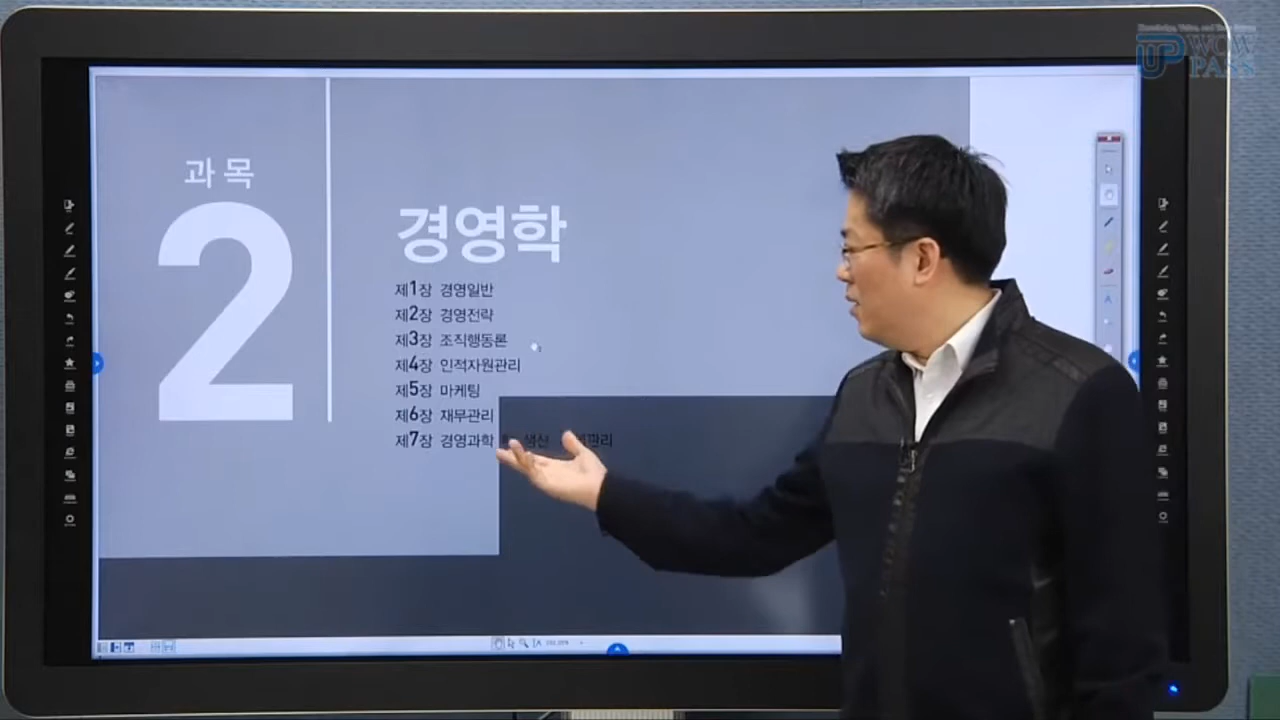 WOW
PASS
과목
2
경영학
제1장 경영일반
제2장 경영전략
제3장 조직행동론
제4장 인적자원관리
제5장 마케팅
제6장 재무관리
제7장 경영과학